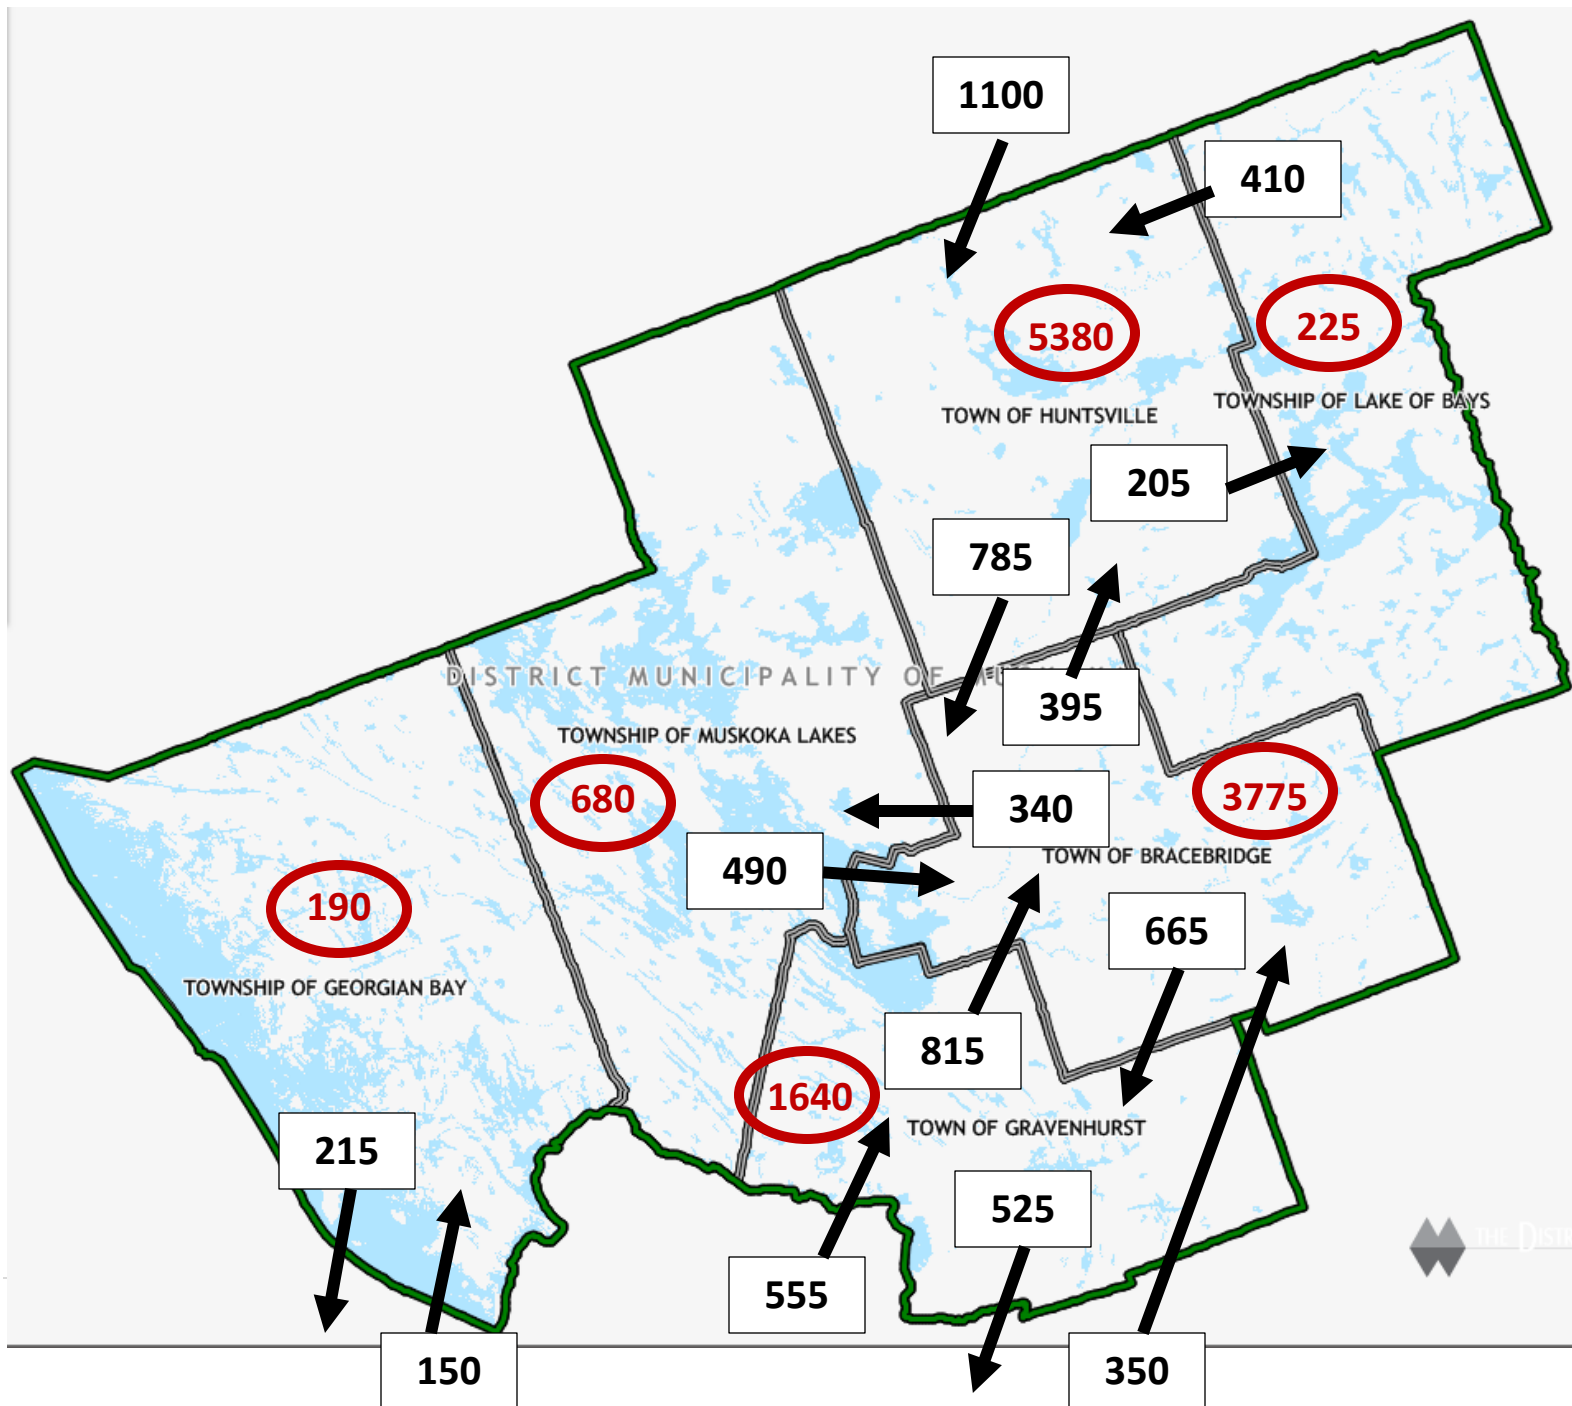 1100
410
5380
225
TOWN OF HUNTSVILLE
TOWNSHIP OF LAKE OF BAYS
205
785
DISTRICT MUNICIPALITY OF
395
TOWNSHIP OF MUSKOKA LAKES
680
3775
340
TOWN OF BRACEBRIDGE
490
190
665
TOWNSHIP OF GEORGIAN BAY
815
1640
TOWN OF GRAVENHURST
215
525
THE
555
150
350